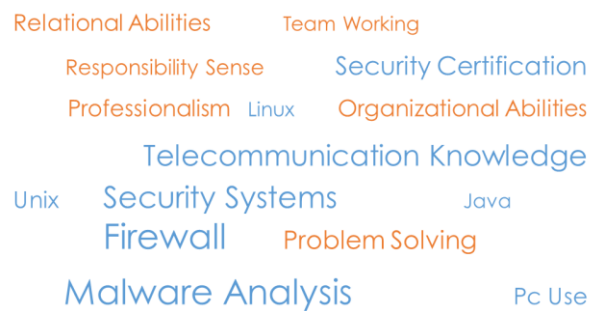 Relational Abilities Team Working
Responsibility Sense Security Certification
Professionalism Linux Organizational Abilities
Telecommunication Knowledge
Unix Security Systems Java
Firewall Problem Solving
Malware Analysis Pc Use